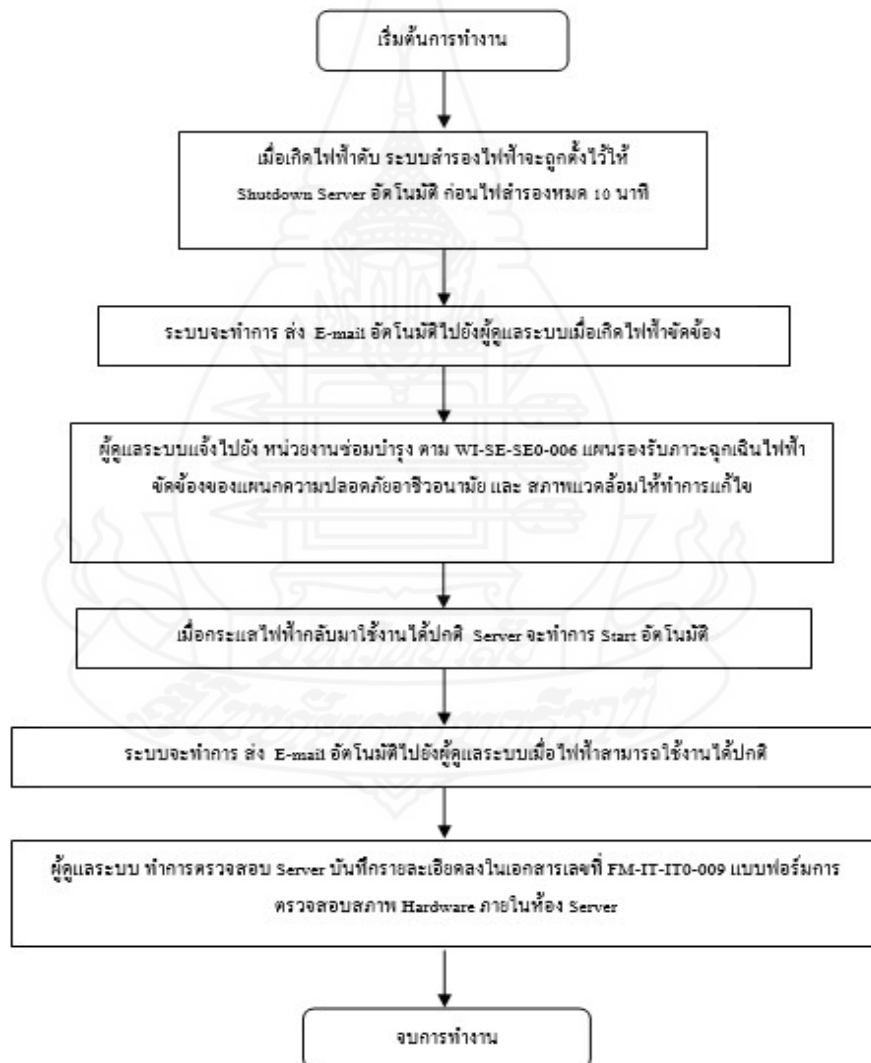 เริ่มต้นการทำงาน
เมื่อเกิดไฟฟ้าดับ ระบบสำรองไฟฟ้าจะถูกตั้งไว้ให้
Shutdown Server อัตโนมัติ ก่อนไฟสำรองหมด 10 นาที
ระบบจะทำการ ส่ง E-mail อัตโนมัติไปยังผู้ดูแลระบบเมื่อเกิดไฟฟ้าขัดข้อง
ผู้ดูแลระบบแจ้งไปยัง หน่วยงานซ่อมบำรุง ตาม WI-SE-SE0-006 แผนรองรับภาวะฉุกเฉินไฟฟ้า
ขัดข้องของแผนกความปลอดภัยอาชีวอนามัย และ สภาพแวดล้อมให้ทำการแก้ไข
เมื่อกระแสไฟฟ้ากลับมาใช้งานได้ปกติ Server จะทำการ Start อัตโนมัติ
ระบบจะทำการ ส่ง E-mail อัตโนมัติไปยังผู้ดูแลระบบเมื่อไฟฟ้าสามารถใช้งานได้ปกติ
ผู้ดูแลระบบ ทำการตรวจสอบ Server บันทึกรายละเอียดลงในเอกสารเลขที่ FM-IT-IT0-009 แบบฟอร์มการ
ตรวจสอบสภาพ Hardware ภายในห้อง Server
จบการทำงาน